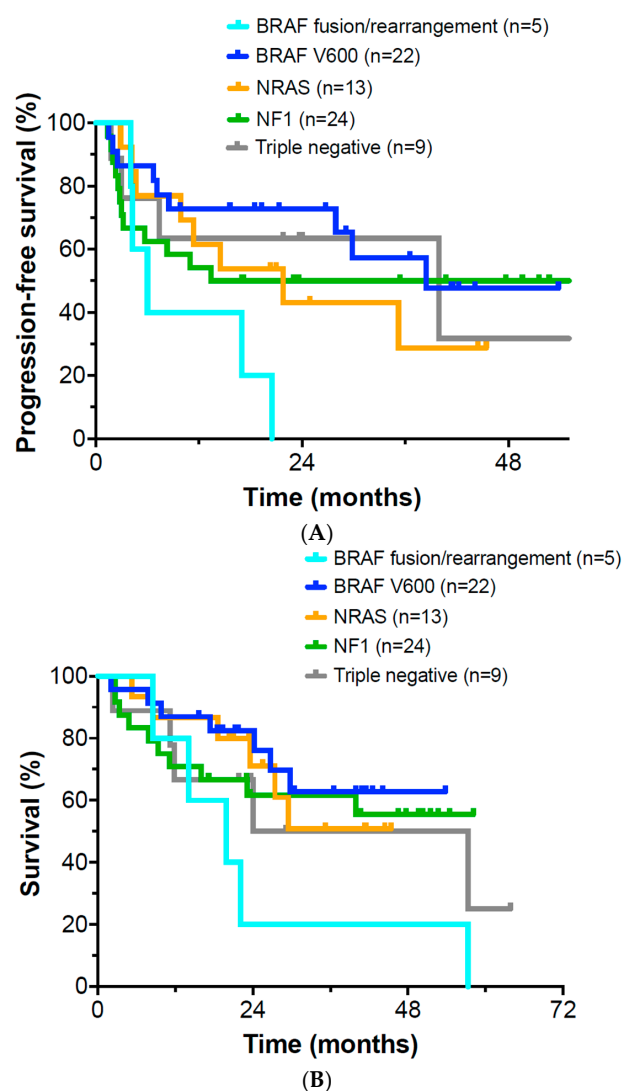 BRAF fusion/rearrangement (n=5)
BRAF V600 (n=22)
NRAS (n=13)
NF1 (n=24)
Triple negative (n=9)
Progression-free survival (%)
100
80
60
40
20
0
0 24 48
Time (months)
(A)
BRAF fusion/rearrangement (n=5)
BRAF V600 (n=22)
NRAS (n=13)
NF1 (n=24)
Triple negative (n=9)
Survival (%)
100
80
60
40
20
0
0 24 48 72
Time (months)
(B)